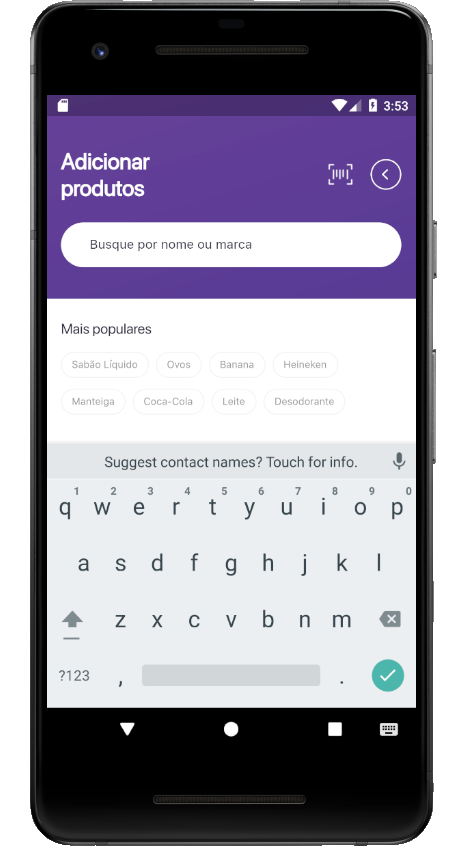 3:53
Adicionar
produtos
Busque por nome ou marca
Mais populares
Sabão Líquido Ovos Banana Heineken
Manteiga Coca-Cola Leite Desodorante
Suggest contact names? Touch for info.
1 2 3 4 5 6 7 8 9 0
q w e r t y u i o p
a s d f g h j k l
z x c v b n m
?123 , .